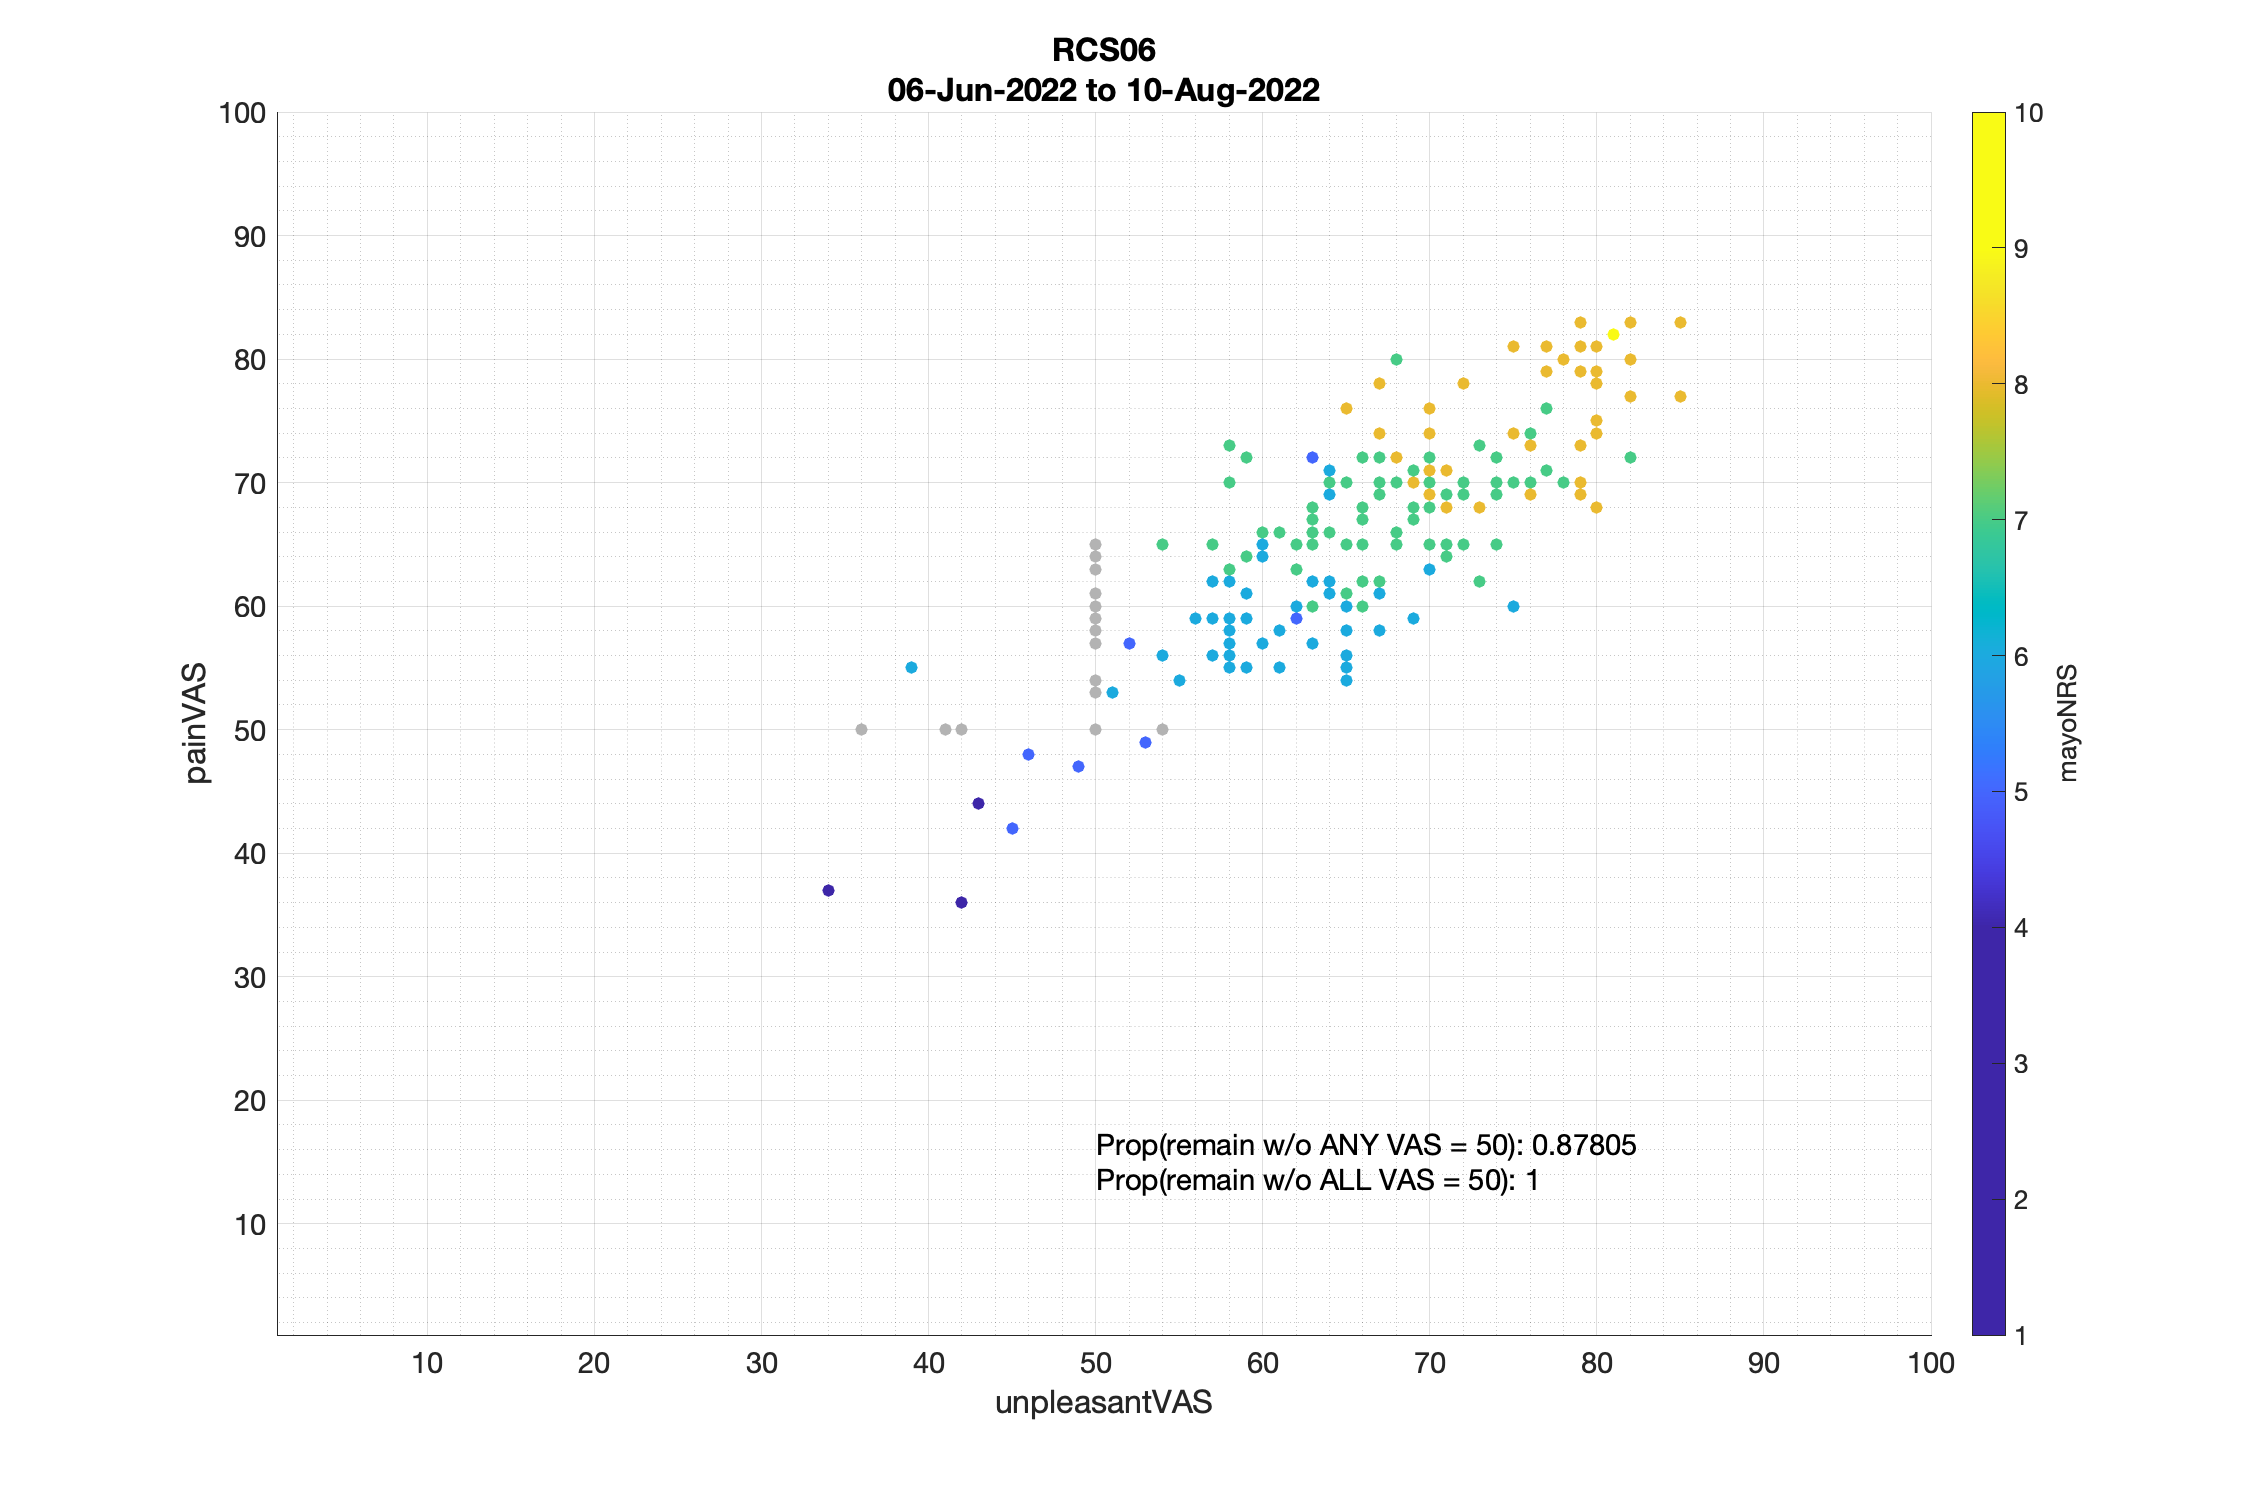 RCS06
06-Jun-2022 to 10-Aug-2022
100
90
80
70
60
50
40
30
20
10
painVAS
Prop(remain w/o ANY VAS = 50): 0.87805
Prop(remain w/o ALL VAS = 50): 1
10 20 30 40 50 60 70 80 90 100
unpleasantVAS
10
9
8
7
6
5
4
3
2
1
mayoNRS